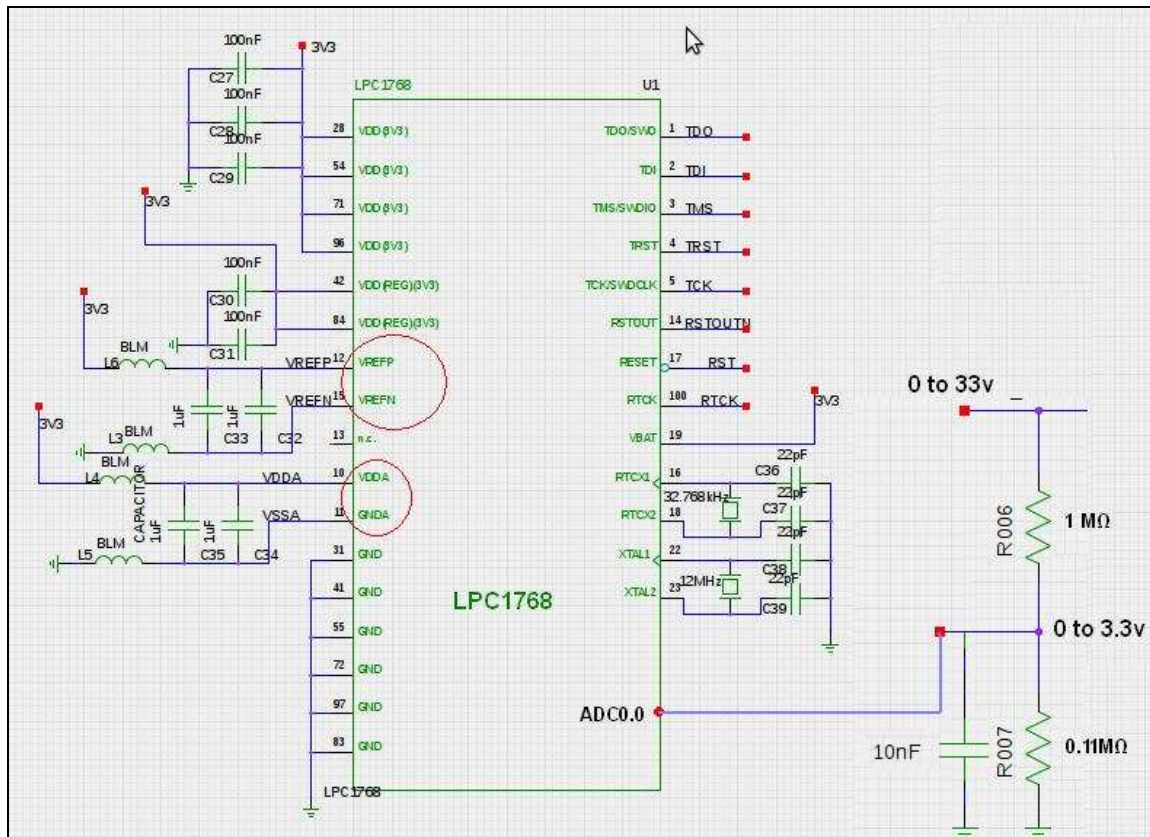 100nF
3V3
C27
100nF
C28
100nF
C29
LPC1768
U1
28 VDD(3V3)
54 VDD(3V3)
71 VDD(3V3)
96 VDD(3V3)
3V3
100nF
C30
42 VDD(REG)(3V3)
100nF
C31
84 VDD(REG)(3V3)
3V3
BLM
L6
VREFP 12 VREFP
VREFN 15 VREFN
1uF C33
1uF C32
L3 BLM
13 n.c.
3V3
BLM
L4
VDDA 10 VDDA
VSSA 11 GNDA
CAPACITOR
1uF C35
1uF C34
L5 BLM
31 GND
41 GND
55 GND
72 GND
97 GND
83 GND
LPC1768
LPC1768
TDO/SWO 1 TDO
TDI 2 TDI
TMS/SWDIO 3 TMS
TRST 4 TRST
TCK/SWDCLK 5 TCK
RSTOUT 14 RSTOUTN
RESET 17 RST
RTCK 100 RTCK
VBAT 19
3V3
RTCX1 16
C36 22pF
32.768kHz
RTCX2 18
C37 22pF
XTAL1 22
C38 22pF
12MHz
XTAL2 23
C39 22pF
ADC0.0
0 to 33v
R006
1 MΩ
0 to 3.3v
10nF
R007
0.11MΩ